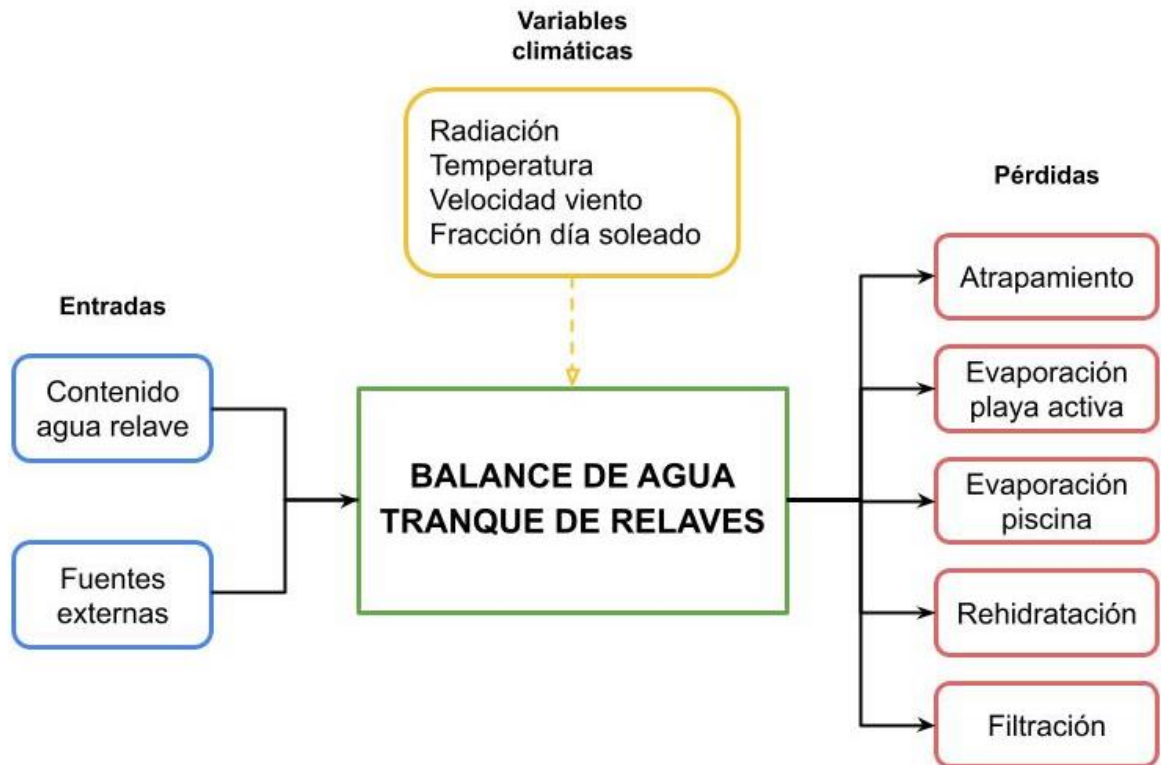 Variables
climáticas
Radiación
Temperatura
Velocidad viento
Fracción día soleado
Entradas
Contenido
agua relave
Fuentes
externas
BALANCE DE AGUA
TRANQUE DE RELAVES
Pérdidas
Atrapamiento
Evaporación
playa activa
Evaporación
piscina
Rehidratación
Filtración